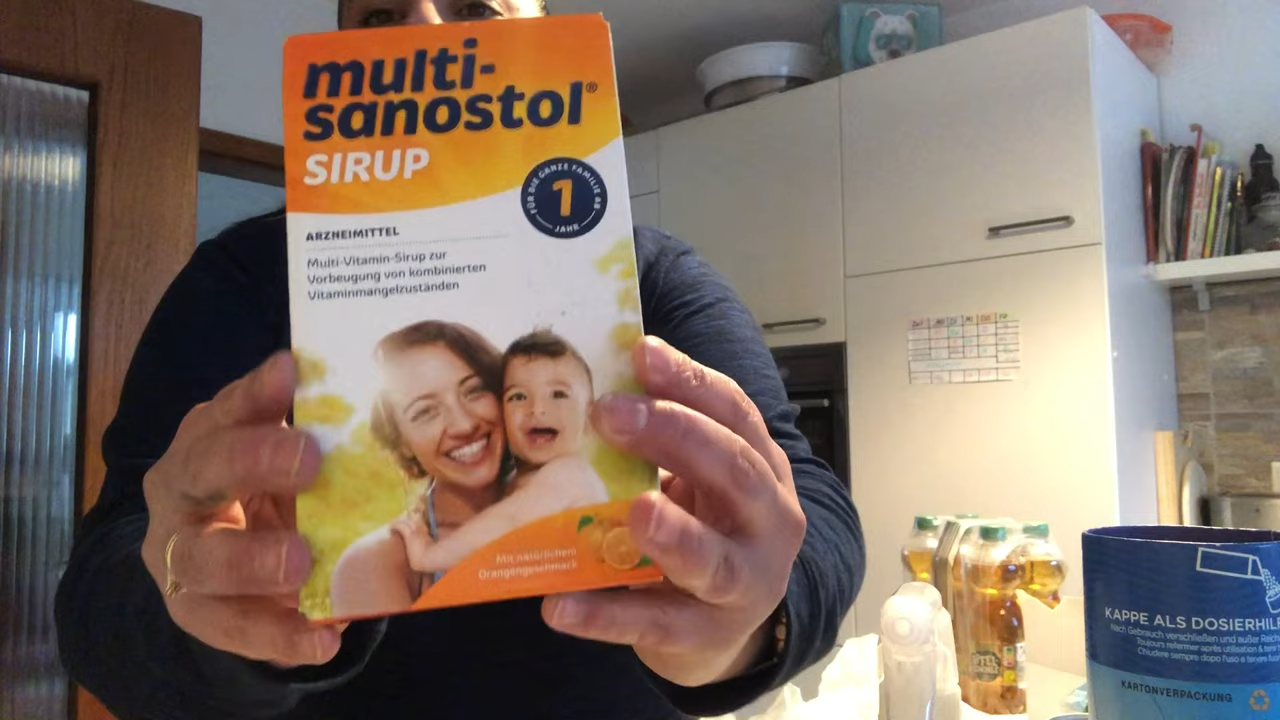 multi-
sanostol®
SIRUP
FÜR DIE GANZE FAMILIE AB
1
JAHR
ARZNEIMITTEL
Multi-Vitamin-Sirup zur
Vorbeugung von kombinierten
Vitaminmangelzuständen
Mit natürlichem
Orangengeschmack
KAPPE ALS DOSIERHIL
Nach Gebrauch verschließen und außer Reich
Toujours refermer après utilisation &
Chiudere sempre dopo l'uso e tenere fuori
KARTONVERPACKUNG